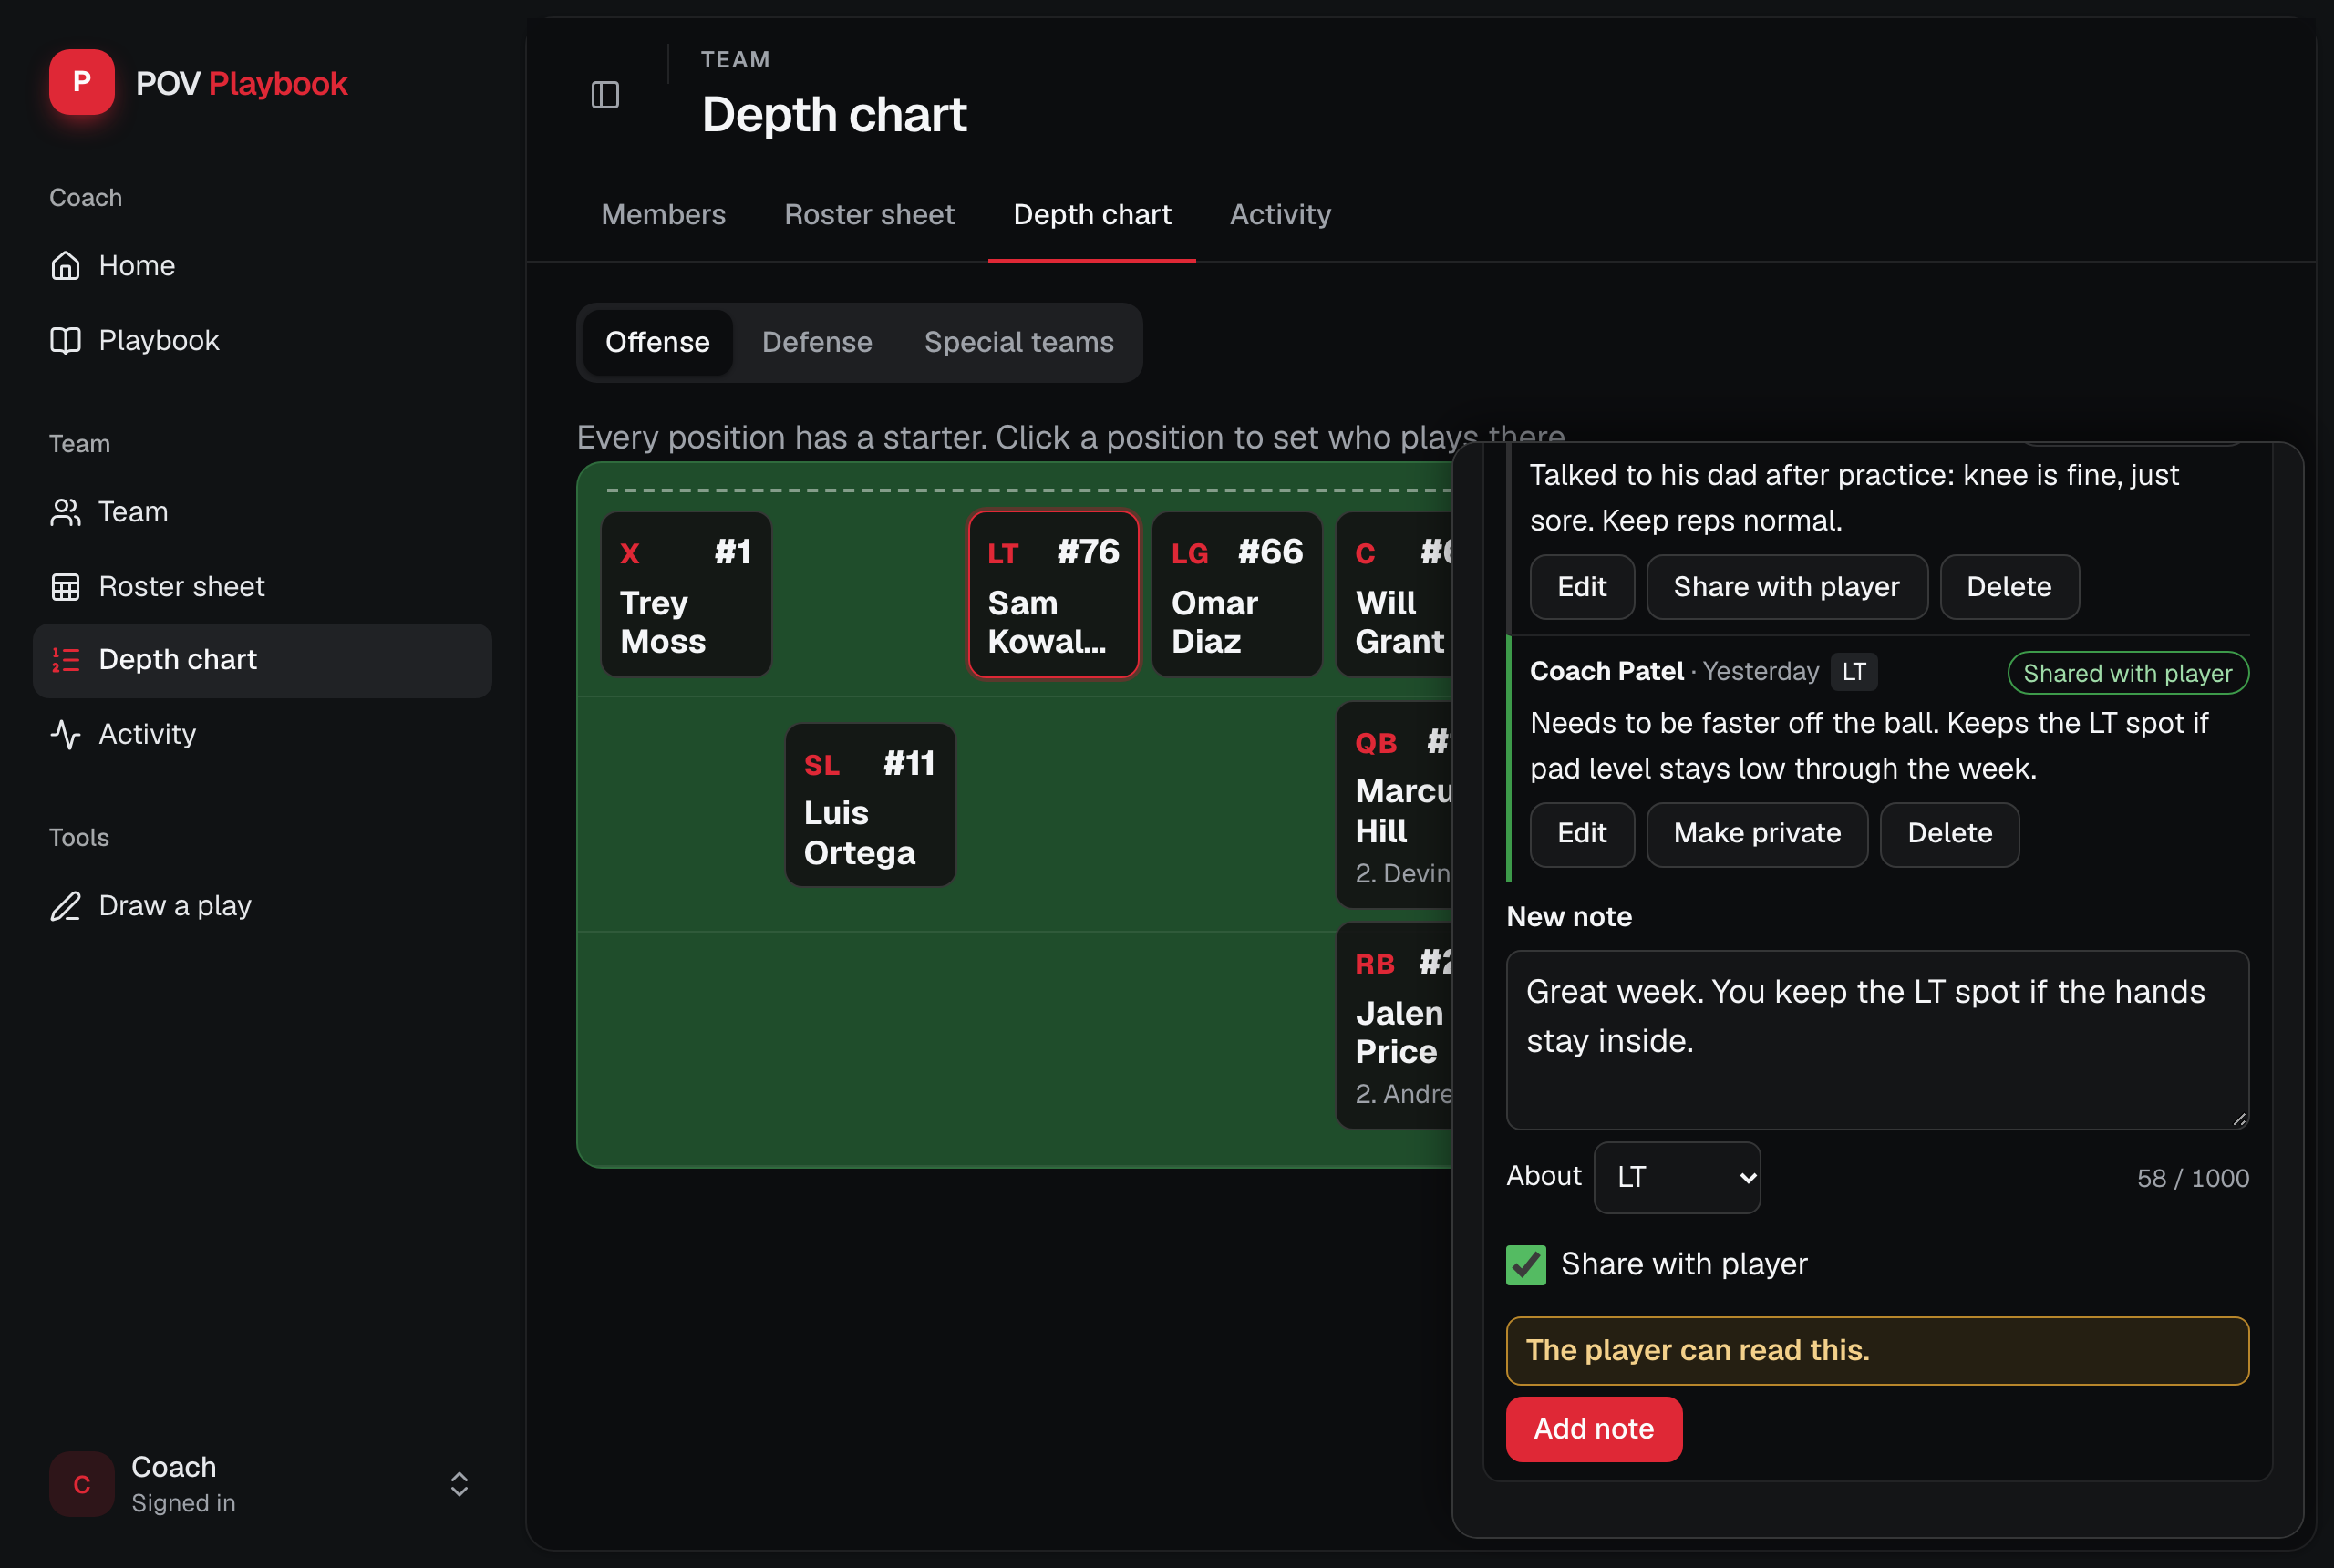 P
POV Playbook
Coach
Home
Playbook
Team
Team
Roster sheet
Depth chart
Activity
Tools
Draw a play
C
Coach
Signed in
TEAM
Depth chart
Members
Roster sheet
Depth chart
Activity
Offense
Defense
Special teams
Every position has a starter. Click a position to set who plays there
X #1
Trey
Moss
LT #76
Sam
Kowal...
LG #66
Omar
Diaz
C #6
Will
Grant
SL #11
Luis
Ortega
QB #
Marcu
Hill
2. Devin
RB #2
Jalen
Price
2. Andre
Talked to his dad after practice: knee is fine, just
sore. Keep reps normal.
Edit
Share with player
Delete
Coach Patel · Yesterday LT
Shared with player
Needs to be faster off the ball. Keeps the LT spot if
pad level stays low through the week.
Edit
Make private
Delete
New note
Great week. You keep the LT spot if the hands
stay inside.
About LT
58 / 1000
Share with player
The player can read this.
Add note